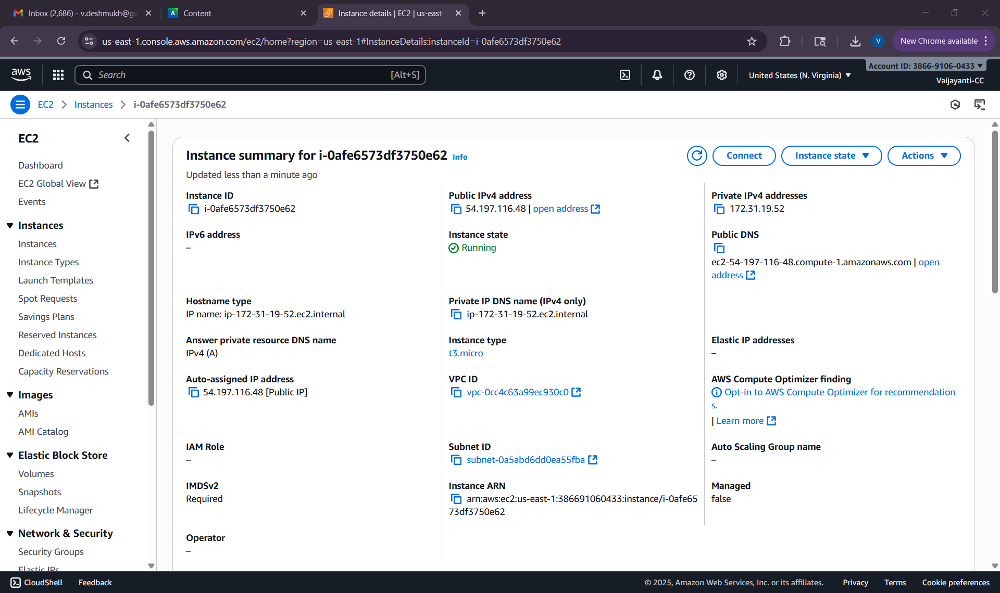 Inbox (2,686) - v.deshmukh@gw
Content
Instance details | EC2 | us-east-1
us-east-1.console.aws.amazon.com/ec2/home?region=us-east-1#InstanceDetails:instanceId=i-0afe6573df3750e62
V
New Chrome available
aws
Search
[Alt+S]
United States (N. Virginia)
Account ID: 3866-9106-0433
Vaijayanti-CC
EC2
Instances
i-0afe6573df3750e62
EC2
Dashboard
EC2 Global View
Events
Instances
Instances
Instance Types
Launch Templates
Spot Requests
Savings Plans
Reserved Instances
Dedicated Hosts
Capacity Reservations
Images
AMIs
AMI Catalog
Elastic Block Store
Volumes
Snapshots
Lifecycle Manager
Network & Security
Security Groups
Elastic IPs
Instance summary for i-0afe6573df3750e62 Info
Updated less than a minute ago
Connect
Instance state
Actions
Instance ID
i-0afe6573df3750e62
Public IPv4 address
54.197.116.48 | open address
Private IPv4 addresses
172.31.19.52
IPv6 address
–
Instance state
Running
Public DNS
ec2-54-197-116-48.compute-1.amazonaws.com | open
address
Hostname type
IP name: ip-172-31-19-52.ec2.internal
Private IP DNS name (IPv4 only)
ip-172-31-19-52.ec2.internal
Answer private resource DNS name
IPv4 (A)
Instance type
t3.micro
Elastic IP addresses
–
Auto-assigned IP address
54.197.116.48 [Public IP]
VPC ID
vpc-0cc4c63a99ec930c0
AWS Compute Optimizer finding
Opt-in to AWS Compute Optimizer for recommendation
s.
| Learn more
IAM Role
–
Subnet ID
subnet-0a5abd6dd0ea55fba
Auto Scaling Group name
–
IMDSv2
Required
Instance ARN
arn:aws:ec2:us-east-1:386691060433:instance/i-0afe65
73df3750e62
Managed
false
Operator
–
CloudShell
Feedback
© 2025, Amazon Web Services, Inc. or its affiliates.
Privacy
Terms
Cookie preferences